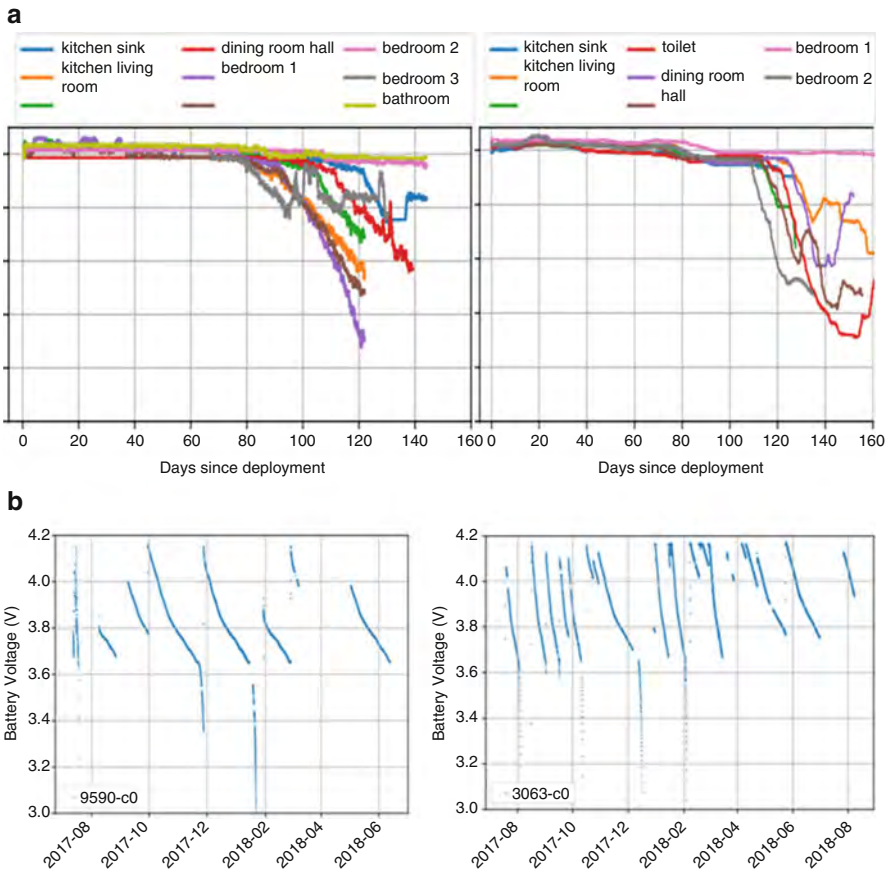 a
kitchen sink dining room hall bedroom 2
kitchen living bedroom 1 bedroom 3
room bathroom
kitchen sink toilet bedroom 1
kitchen living dining room bedroom 2
room hall
0 20 40 60 80 100 120 140 160
0 20 40 60 80 100 120 140 160
Days since deployment
Days since deployment
b
Battery Voltage (V)
4.2
4.0
3.8
3.6
3.4
3.2
3.0
9590-c0
2017-08 2017-10 2017-12 2018-02 2018-04 2018-06
Battery Voltage (V)
4.2
4.0
3.8
3.6
3.4
3.2
3.0
3063-c0
2017-08 2017-10 2017-12 2018-02 2018-04 2018-06 2018-08